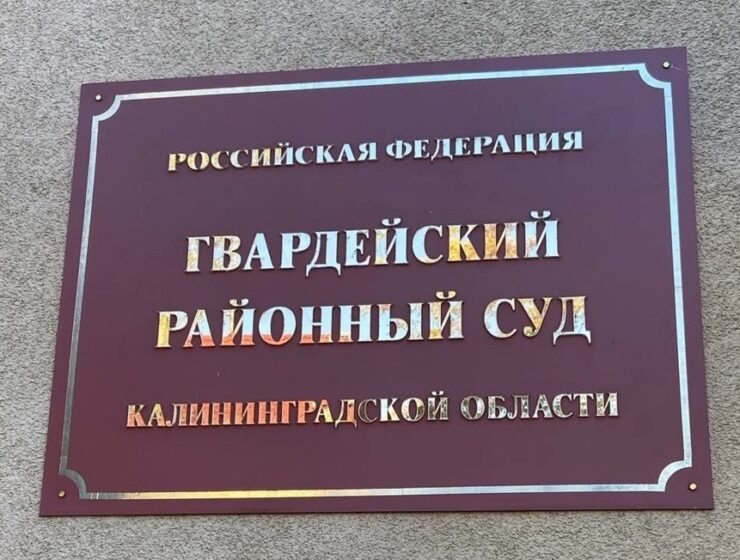 РОССИЙСКАЯ ФЕДЕРАЦИЯ
ГВАРДЕЙСКИЙ
РАЙОННЫЙ СУД
КАЛИНИНГРАДСКОЙ ОБЛАСТИ